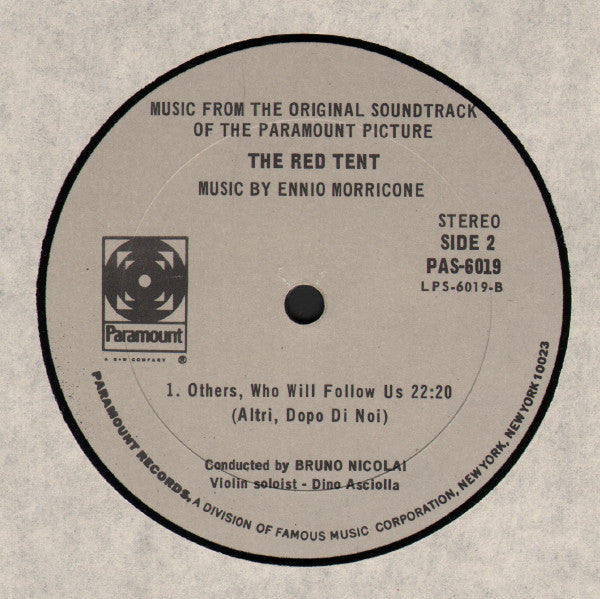 MUSIC FROM THE ORIGINAL SOUNDTRACK
OF THE PARAMOUNT PICTURE
THE RED TENT
MUSIC BY ENNIO MORRICONE
STEREO
SIDE 2
PAS-6019
LPS-6019-B
Paramount
A G+W COMPANY ®
1. Others, Who Will Follow Us 22:20
(Altri, Dopo Di Noi)
Conducted by BRUNO NICOLAI
Violin soloist - Dino Asciolla
PARAMOUNT RECORDS, A DIVISION OF FAMOUS MUSIC CORPORATION, NEW YORK, NEW YORK 10023